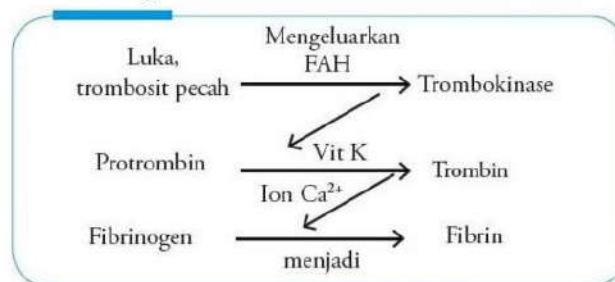 Mengeluarkan
Luka,
FAH
trombosit pecah
Trombokinase
Protrombin
Vit K
Trombin
Ion Ca²⁺
Fibrinogen
Fibrin
menjadi